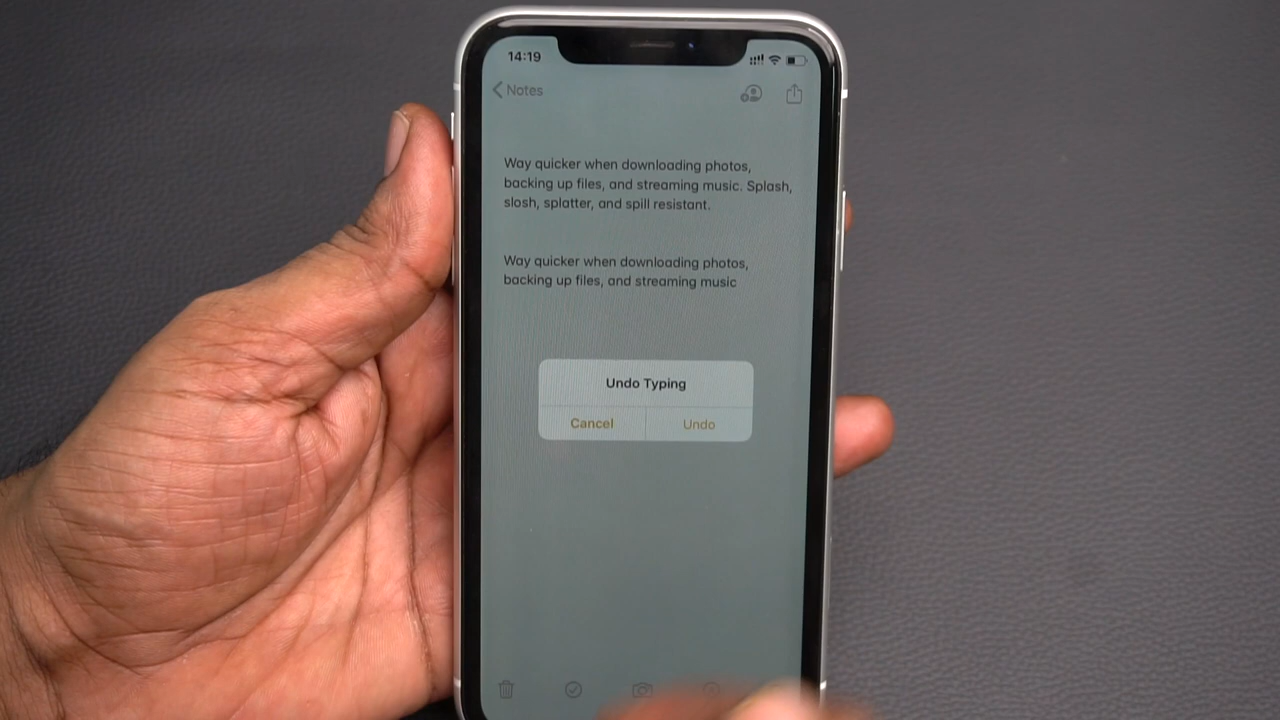 14:19
Notes
Way quicker when downloading photos,
backing up files, and streaming music. Splash,
slosh, splatter, and spill resistant.
Way quicker when downloading photos,
backing up files, and streaming music
Undo Typing
Cancel Undo